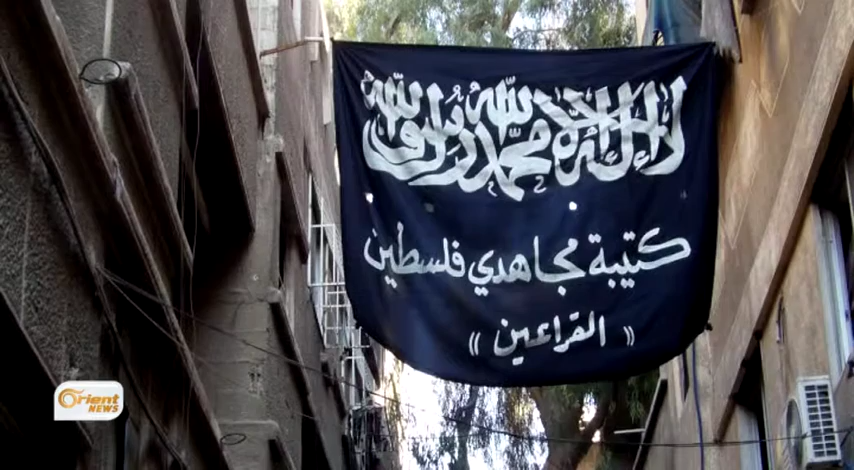 لا إله إلا الله محمد رسول الله
كتيبة مجاهدي فلسطين
(( القراعين ))
Orient
NEWS